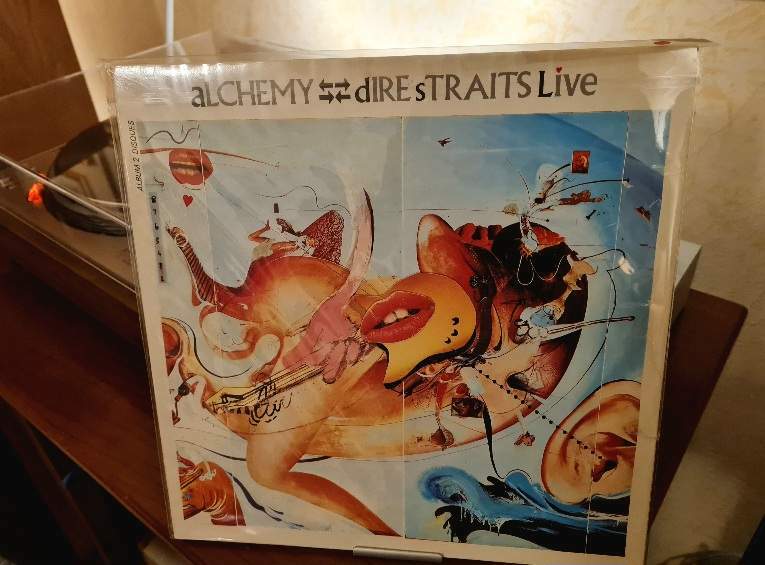 aLCHEMY dIRE sTRAITS Live
ALBUM 2 DISQUES